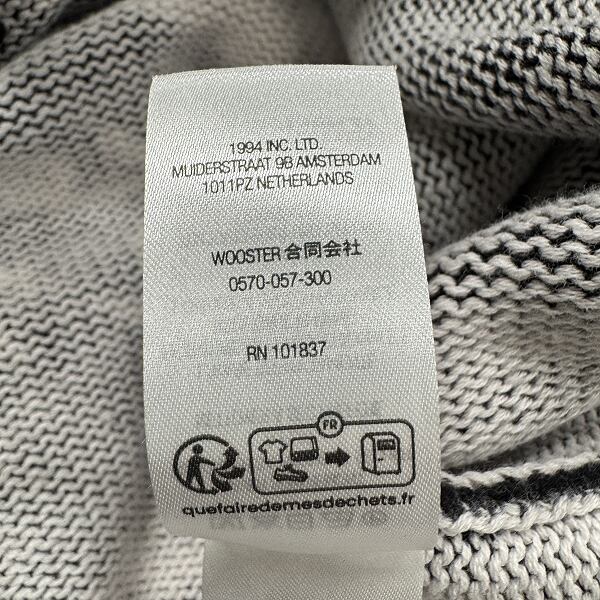 1994 INC. LTD.
MUIDERSTRAAT 9B AMSTERDAM
1011PZ NETHERLANDS
WOOSTER 合同会社
0570-057-300
RN 101837
FR
quefairedemesdechets.fr